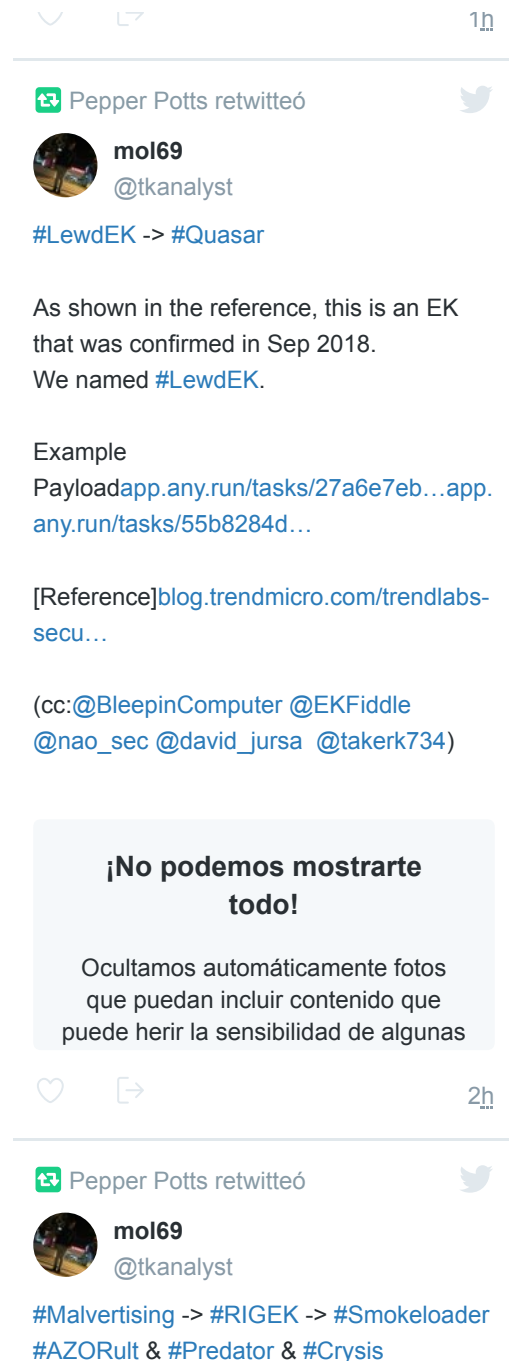 1h
Pepper Potts retwitteó
mol69
@tkanalyst
#LewdEK -> #Quasar
As shown in the reference, this is an EK
that was confirmed in Sep 2018.
We named #LewdEK.
Example
Payloadapp.any.run/tasks/27a6e7eb…app.
any.run/tasks/55b8284d…
[Reference]blog.trendmicro.com/trendlabs-
secu…
(cc:@BleepinComputer @EKFiddle
@nao_sec @david_jursa @takerk734)
¡No podemos mostrarte
todo!
Ocultamos automáticamente fotos
que puedan incluir contenido que
puede herir la sensibilidad de algunas
2h
Pepper Potts retwitteó
mol69
@tkanalyst
#Malvertising -> #RIGEK -> #Smokeloader
#AZORult & #Predator & #Crysis